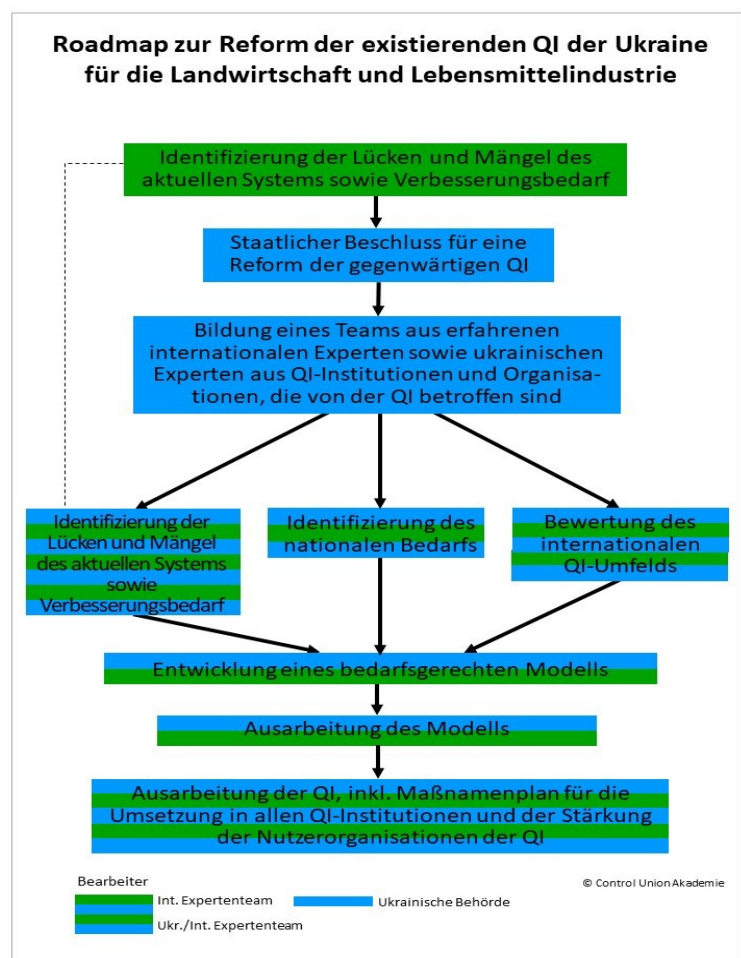 Roadmap zur Reform der existierenden QI der Ukraine
für die Landwirtschaft und Lebensmittelindustrie
Identifizierung der Lücken und Mängel des
aktuellen Systems sowie Verbesserungsbedarf
Staatlicher Beschluss für eine
Reform der gegenwärtigen QI
Bildung eines Teams aus erfahrenen
internationalen Experten sowie ukrainischen
Experten aus QI-Institutionen und Organisa-
tionen, die von der QI betroffen sind
Identifizierung der
Lücken und Mängel
des aktuellen Systems
sowie
Verbesserungsbedarf
Identifizierung des
nationalen Bedarfs
Bewertung des
internationalen
QI-Umfelds
Entwicklung eines bedarfsgerechten Modells
Ausarbeitung des Modells
Ausarbeitung der QI, inkl. Maßnamenplan für die
Umsetzung in allen QI-Institutionen und der Stärkung
der Nutzerorganisationen der QI
Bearbeiter
Int. Expertenteam
Ukrainische Behörde
Ukr./Int. Expertenteam
© Control Union Akademie